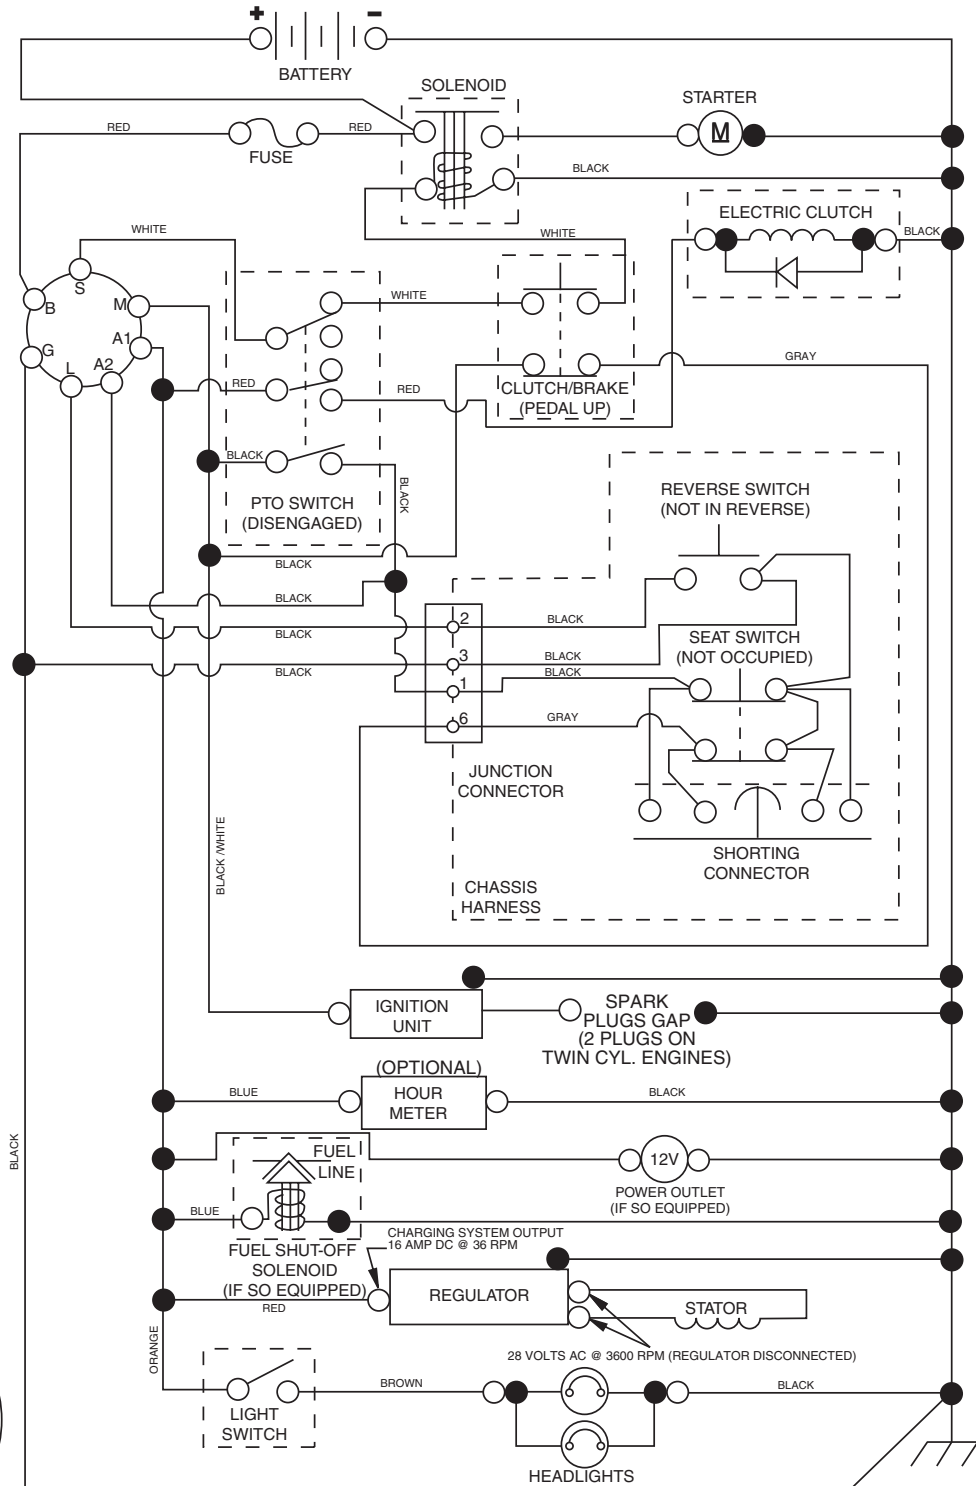 + −
BATTERY
SOLENOID
STARTER
RED
RED
FUSE
M
BLACK
ELECTRIC CLUTCH
WHITE
WHITE
BLACK
S
B
M
WHITE
A1
G
A2
L
GRAY
RED
RED
CLUTCH/BRAKE
(PEDAL UP)
BLACK
BLACK
PTO SWITCH
(DISENGAGED)
REVERSE SWITCH
(NOT IN REVERSE)
BLACK
BLACK
2
BLACK
BLACK
SEAT SWITCH
(NOT OCCUPIED)
3
BLACK
BLACK
BLACK
1
6
GRAY
JUNCTION
CONNECTOR
BLACK /WHITE
SHORTING
CONNECTOR
CHASSIS
HARNESS
IGNITION
UNIT
SPARK
PLUGS GAP
(2 PLUGS ON
TWIN CYL. ENGINES)
(OPTIONAL)
HOUR
METER
BLUE
BLACK
BLACK
FUEL
LINE
12V
POWER OUTLET
(IF SO EQUIPPED)
BLUE
CHARGING SYSTEM OUTPUT
16 AMP DC @ 36 RPM
FUEL SHUT-OFF
SOLENOID
(IF SO EQUIPPED)
RED
REGULATOR
STATOR
ORANGE
28 VOLTS AC @ 3600 RPM (REGULATOR DISCONNECTED)
BROWN
BLACK
LIGHT
SWITCH
HEADLIGHTS